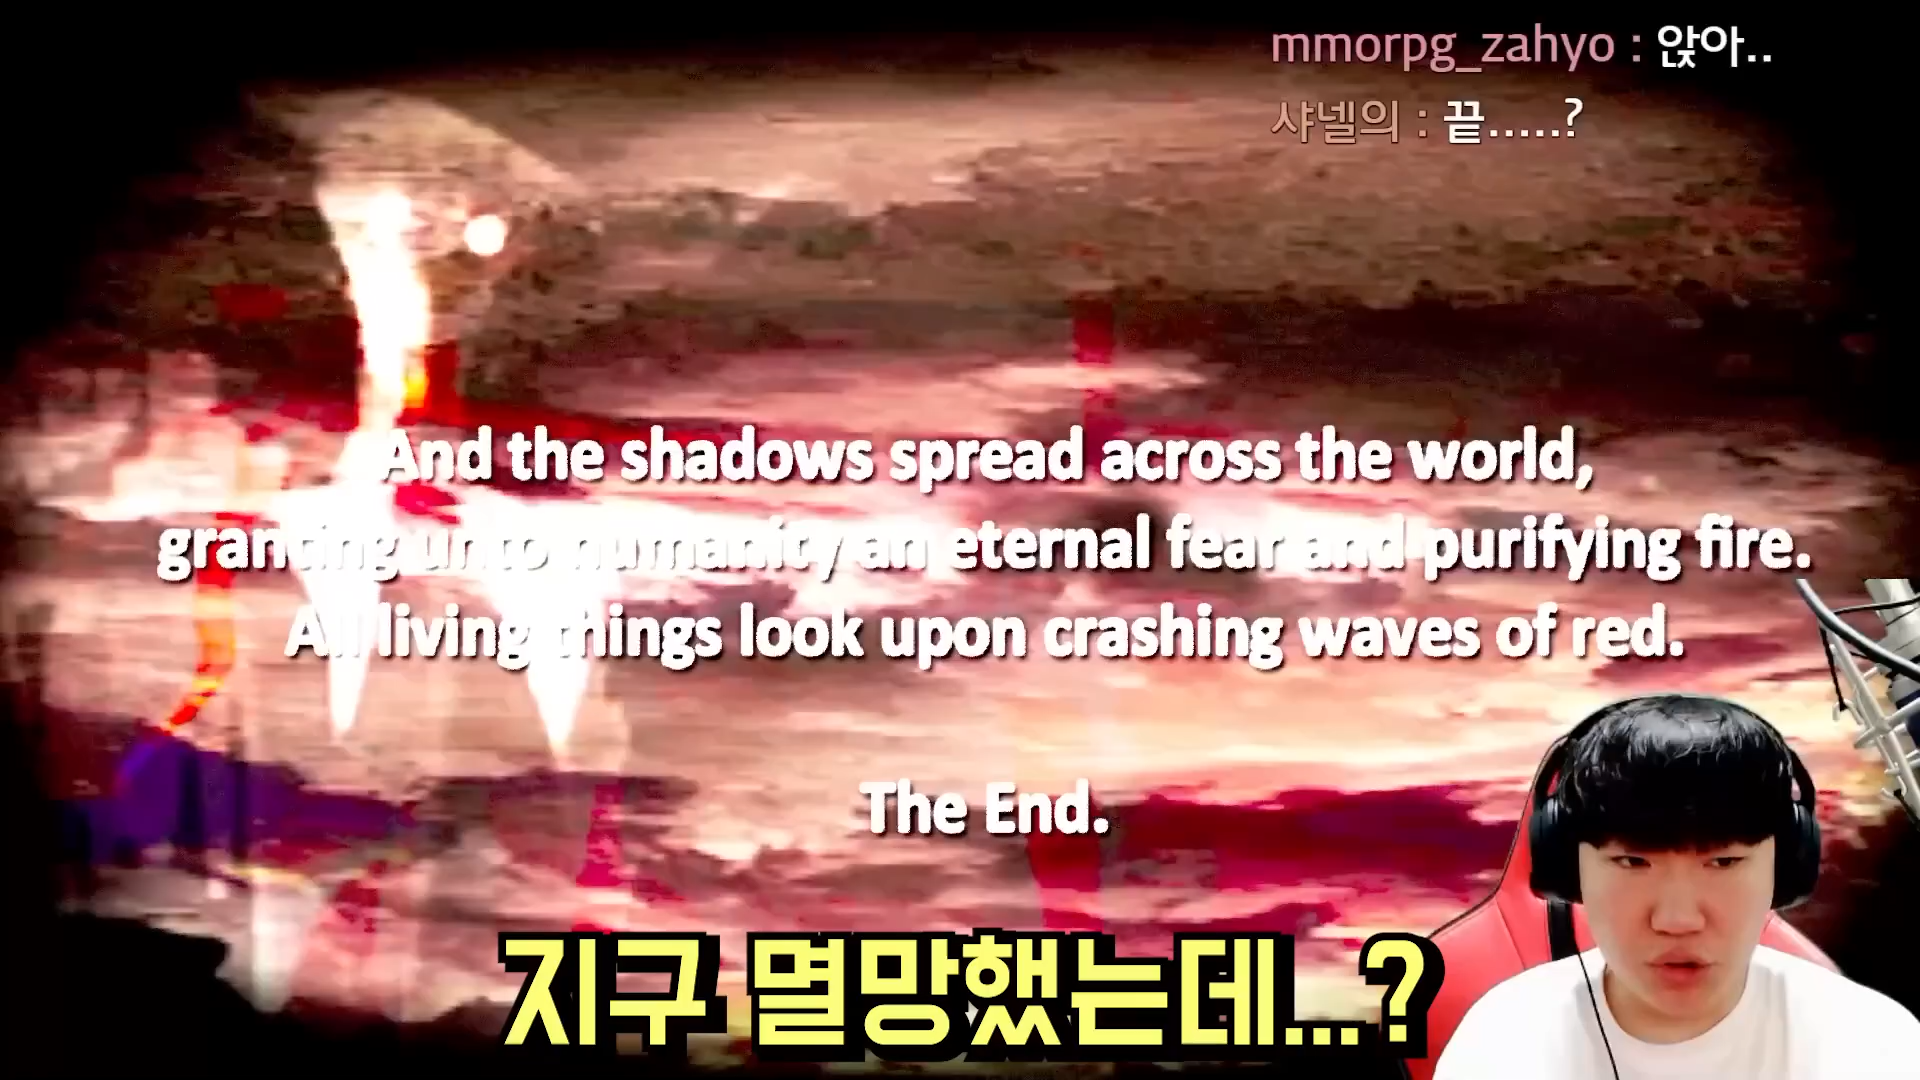 mmorpg_zahyo : 앉아..
샤넬의 : 끝.....?
And the shadows spread across the world,
granting unto humanity an eternal fear and purifying fire.
All living things look upon crashing waves of red.
The End.
지구 멸망했는데...?